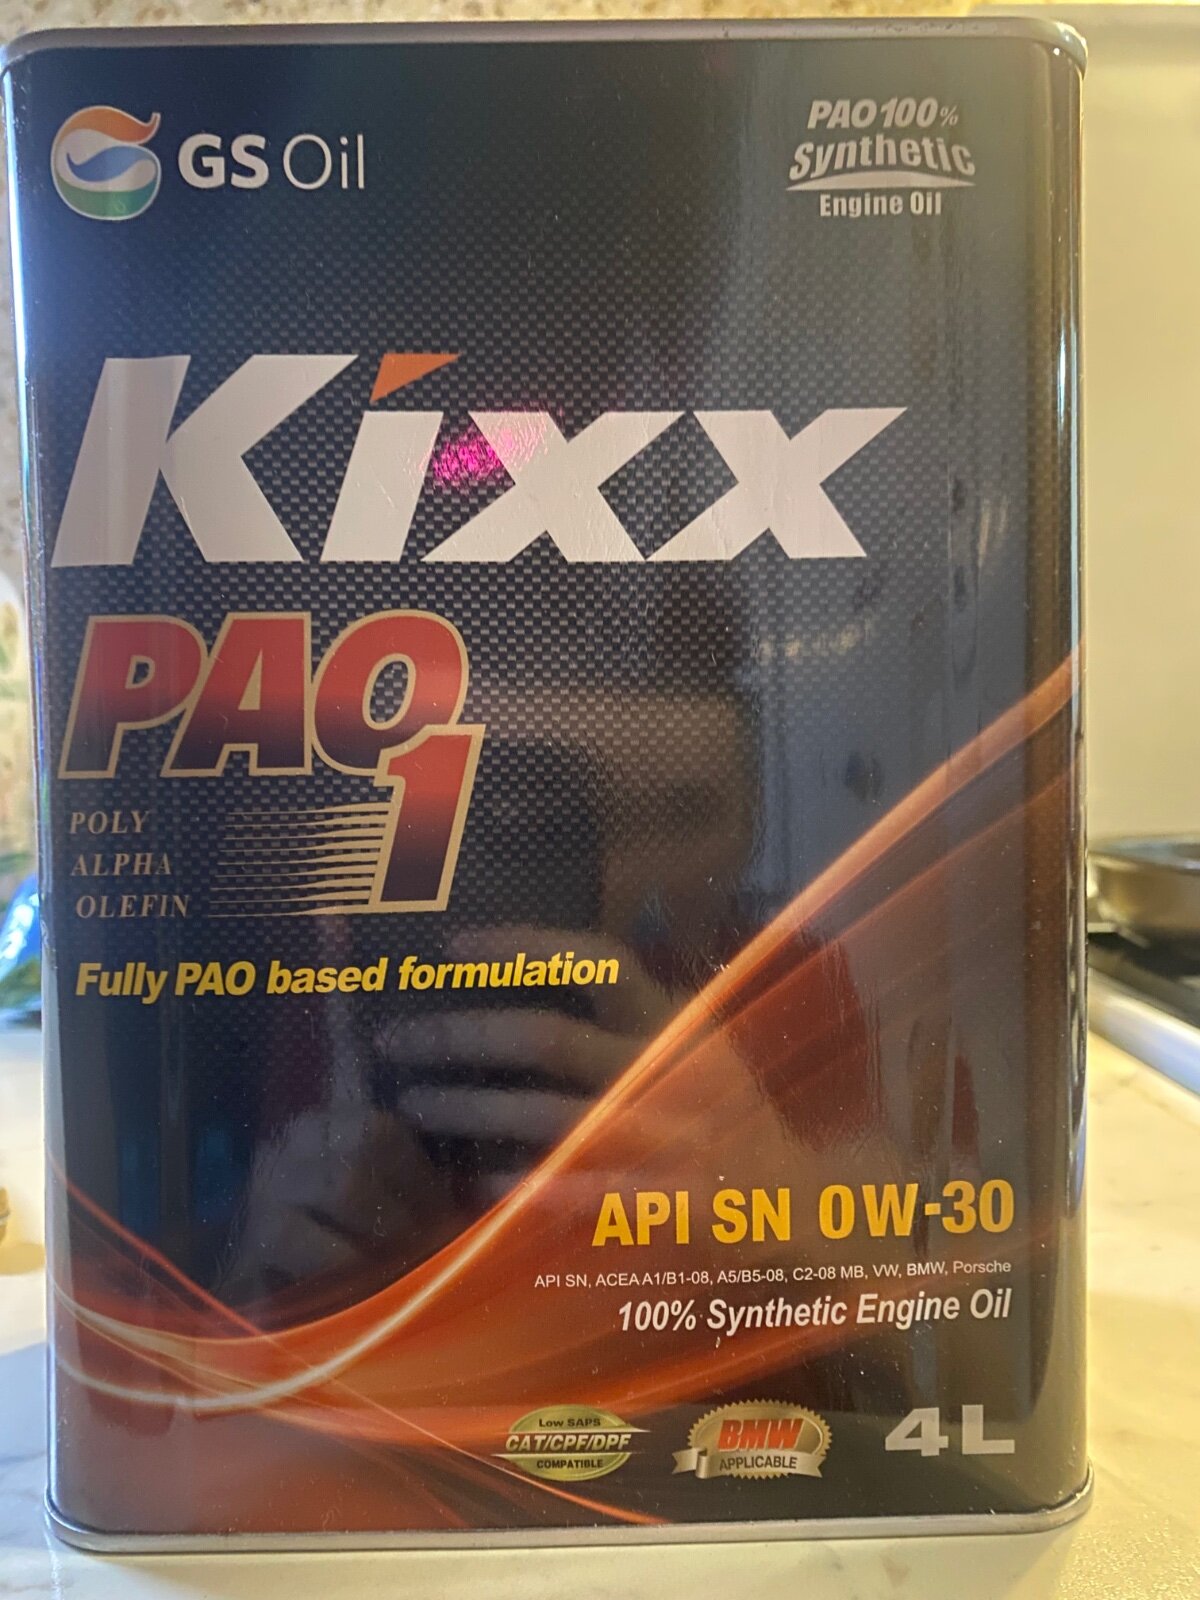 GS Oil
PAO 100%
Synthetic
Engine Oil
Kixx
PAO
1
POLY
ALPHA
OLEFIN
Fully PAO based formulation
API SN 0W-30
API SN, ACEA A1/B1-08, A5/B5-08, C2-08 MB, VW, BMW, Porsche
100% Synthetic Engine Oil
Low SAPS
CAT/CPF/DPF
COMPATIBLE
BMW
APPLICABLE
4L